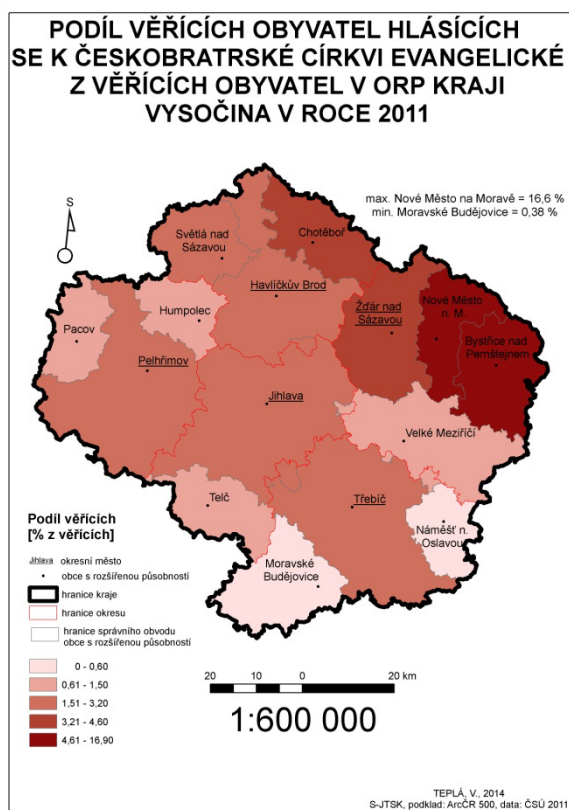 PODÍL VĚŘÍCÍCH OBYVATEL HLÁSÍCÍCH
SE K ČESKOBRATRSKÉ CÍRKVI EVANGELICKÉ
Z VĚŘÍCÍCH OBYVATEL V ORP KRAJI
VYSOČINA V ROCE 2011
max. Nové Město na Moravě = 16,6 %
min. Moravské Budějovice = 0,38 %
S
Chotěboř
Světlá nad
Sázavou
Havlíčkův Brod
Humpolec
Žďár nad
Sázavou
Nové Město
n. M.
Pacov
Bystřice nad
Pernštejnem
Pelhřimov
Jihlava
Velké Meziříčí
Telč
Třebíč
Náměšť n.
Oslavou
Moravské
Budějovice
Podíl věřících
[% z věřících]
Jihlava okresní město
obce s rozšířenou působností
hranice kraje
hranice okresu
hranice správního obvodu
obce s rozšířenou působností
0 - 0,60
0,61 - 1,50
1,51 - 3,20
3,21 - 4,60
4,61 - 16,90
20 10 0 20 km
1:600 000
TEPLÁ, V., 2014
S-JTSK, podklad: ArcČR 500, data: ČSÚ 2011